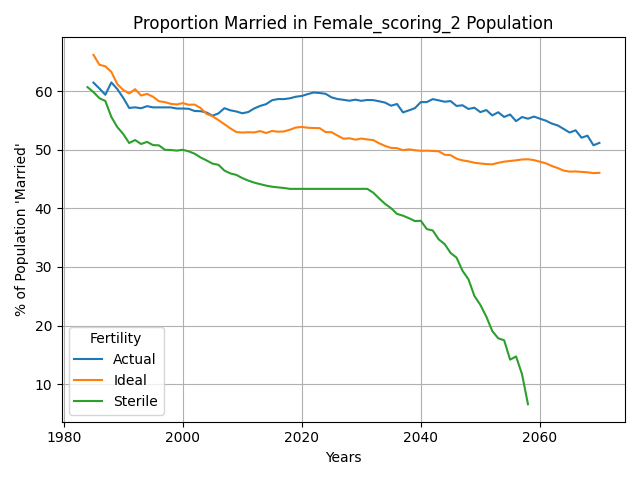 Proportion Married in Female_scoring_2 Population
% of Population 'Married'
60
50
40
30
20
10
Fertility
Actual
Ideal
Sterile
1980 2000 2020 2040 2060
Years